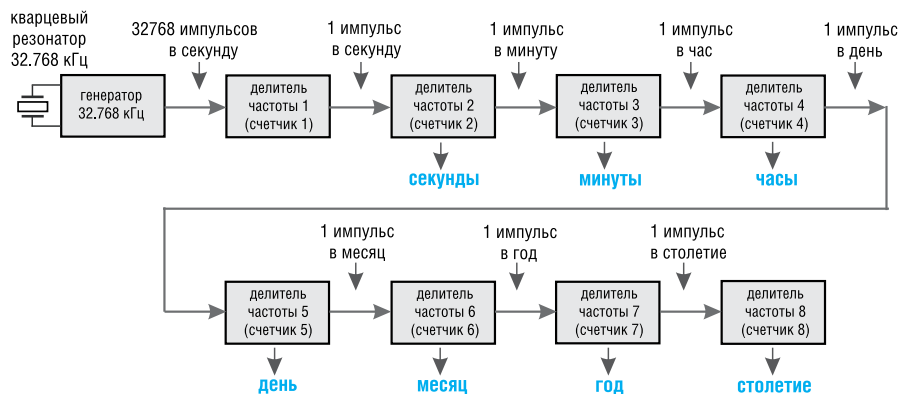 кварцевый
резонатор
32.768 кГц
32768 импульсов
в секунду
1 импульс
в секунду
1 импульс
в минуту
1 импульс
в час
1 импульс
в день
генератор
32.768 кГц
делитель
частоты 1
(счетчик 1)
делитель
частоты 2
(счетчик 2)
делитель
частоты 3
(счетчик 3)
делитель
частоты 4
(счетчик 4)
секунды
минуты
часы
1 импульс
в месяц
1 импульс
в год
1 импульс
в столетие
делитель
частоты 5
(счетчик 5)
делитель
частоты 6
(счетчик 6)
делитель
частоты 7
(счетчик 7)
делитель
частоты 8
(счетчик 8)
день
месяц
год
столетие